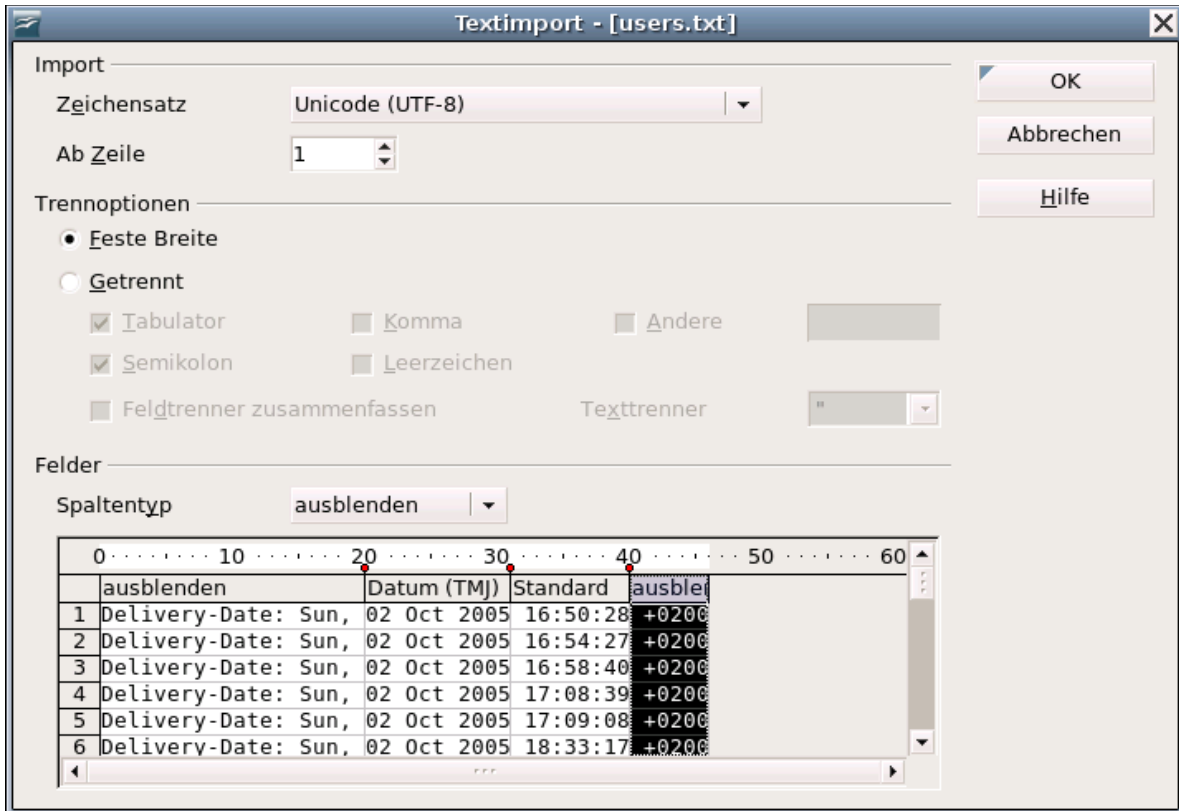 Textimport - [users.txt]
Import
Zeichensatz Unicode (UTF-8)
Ab Zeile 1
OK
Abbrechen
Hilfe
Trennoptionen
Feste Breite
Getrennt
Tabulator Komma Andere
Semikolon Leerzeichen
Feldtrenner zusammenfassen Texttrenner "
Felder
Spaltentyp ausblenden
0 10 20 30 40 50 60
ausblenden Datum (TMJ) Standard ausblen
1 Delivery-Date: Sun, 02 Oct 2005 16:50:28 +0200
2 Delivery-Date: Sun, 02 Oct 2005 16:54:27 +0200
3 Delivery-Date: Sun, 02 Oct 2005 16:58:40 +0200
4 Delivery-Date: Sun, 02 Oct 2005 17:08:39 +0200
5 Delivery-Date: Sun, 02 Oct 2005 17:09:08 +0200
6 Delivery-Date: Sun, 02 Oct 2005 18:33:17 +0200